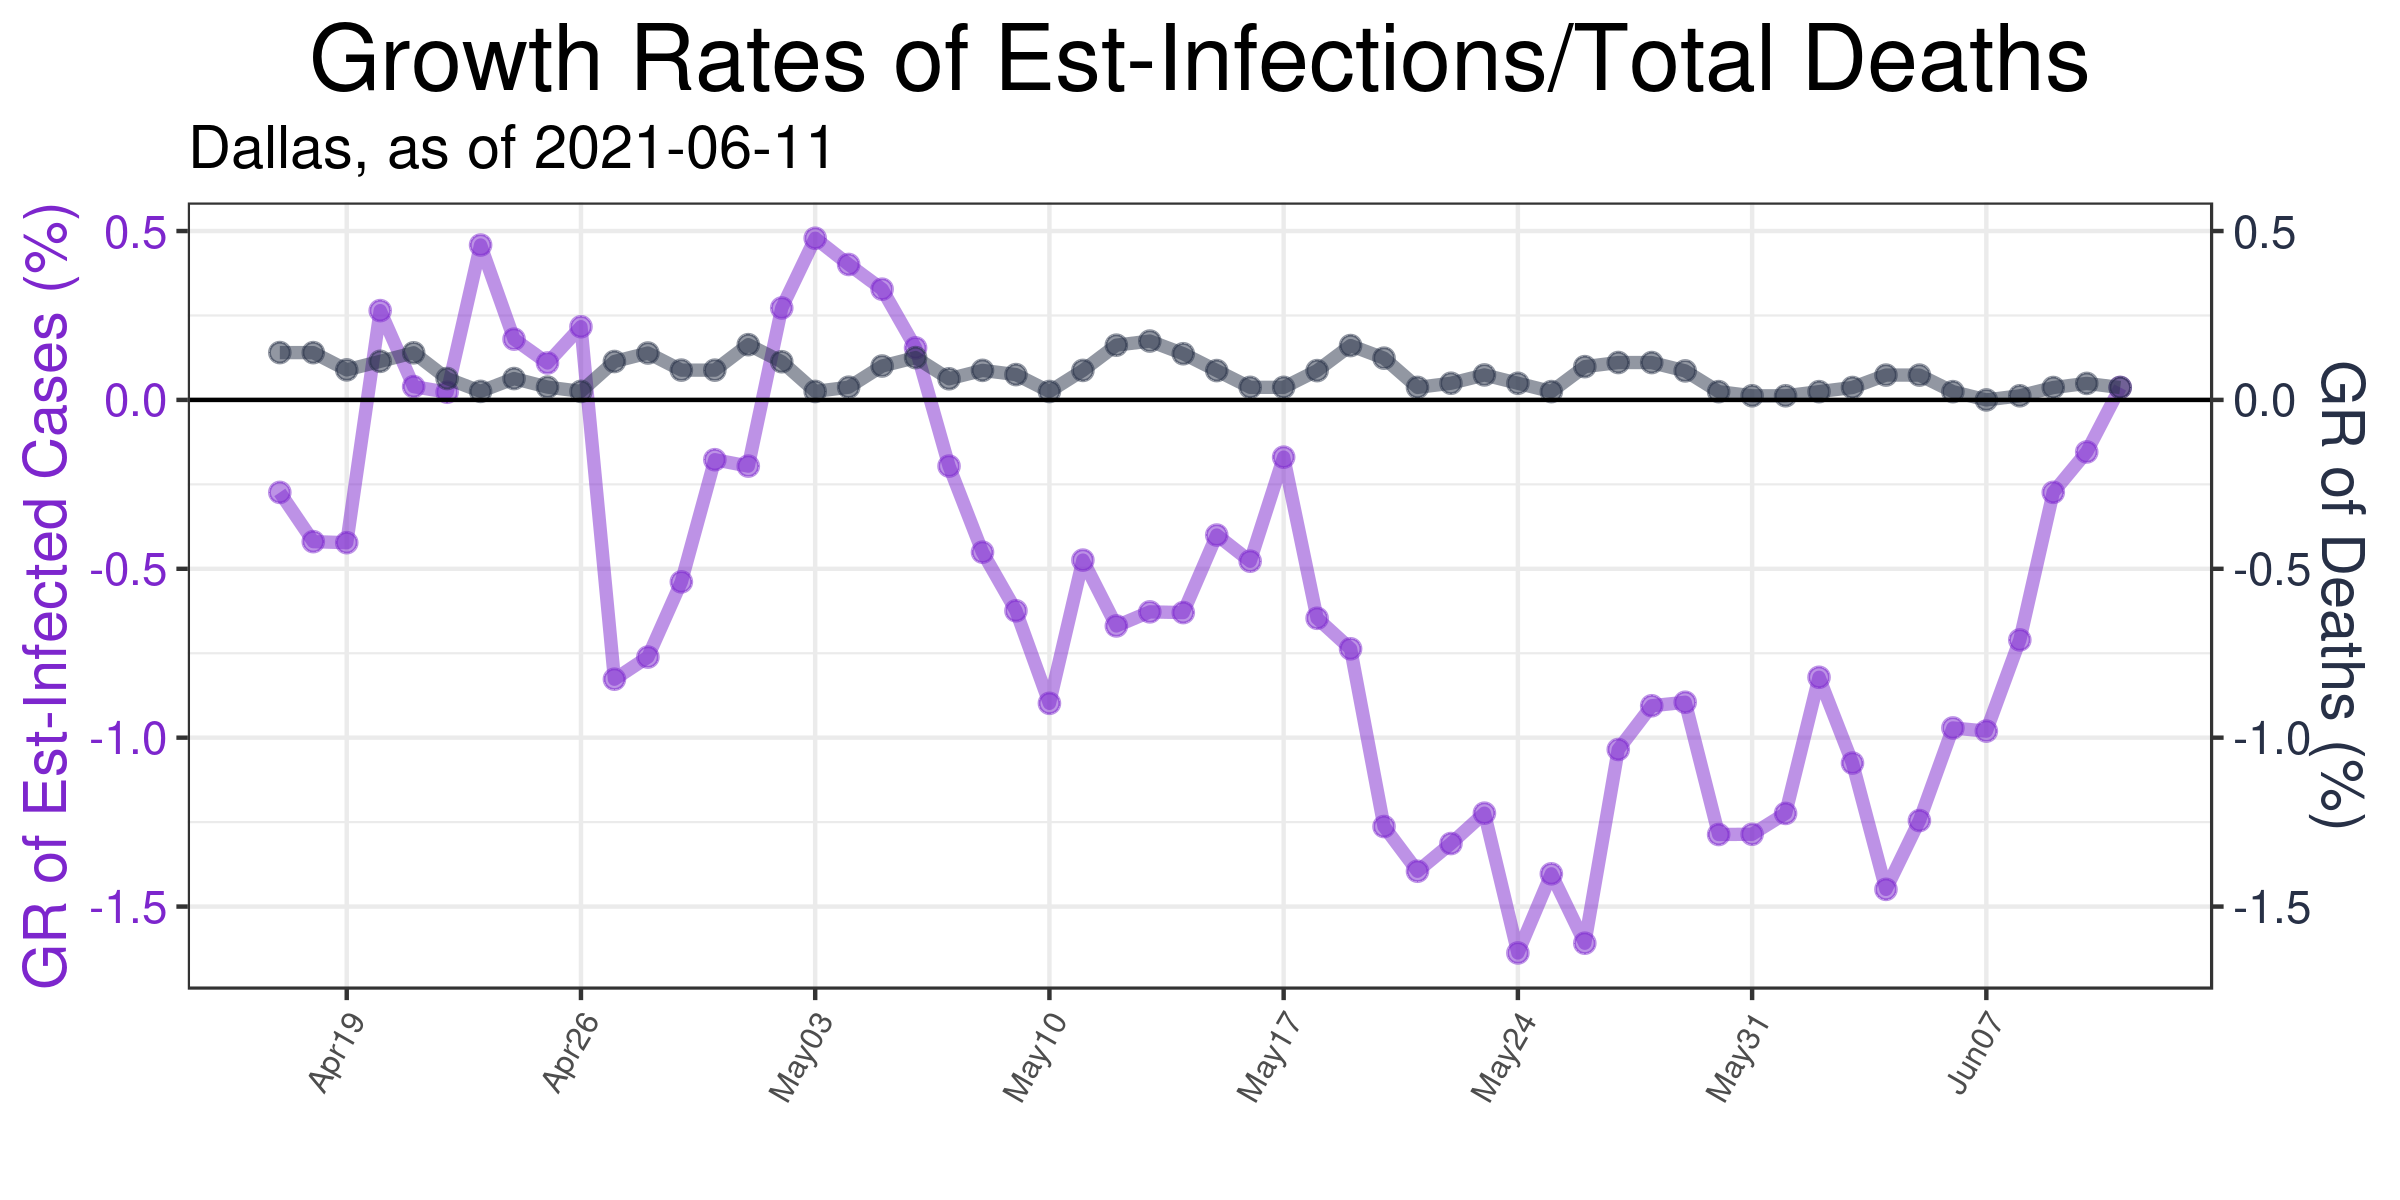 Growth Rates of Est-Infections/Total Deaths
Dallas, as of 2021-06-11
GR of Est-Infected Cases (%)
0.5
0.0
-0.5
-1.0
-1.5
0.5
0.0
-0.5
-1.0
-1.5
GR of Deaths (%)
Apr19
Apr26
May03
May10
May17
May24
May31
Jun07